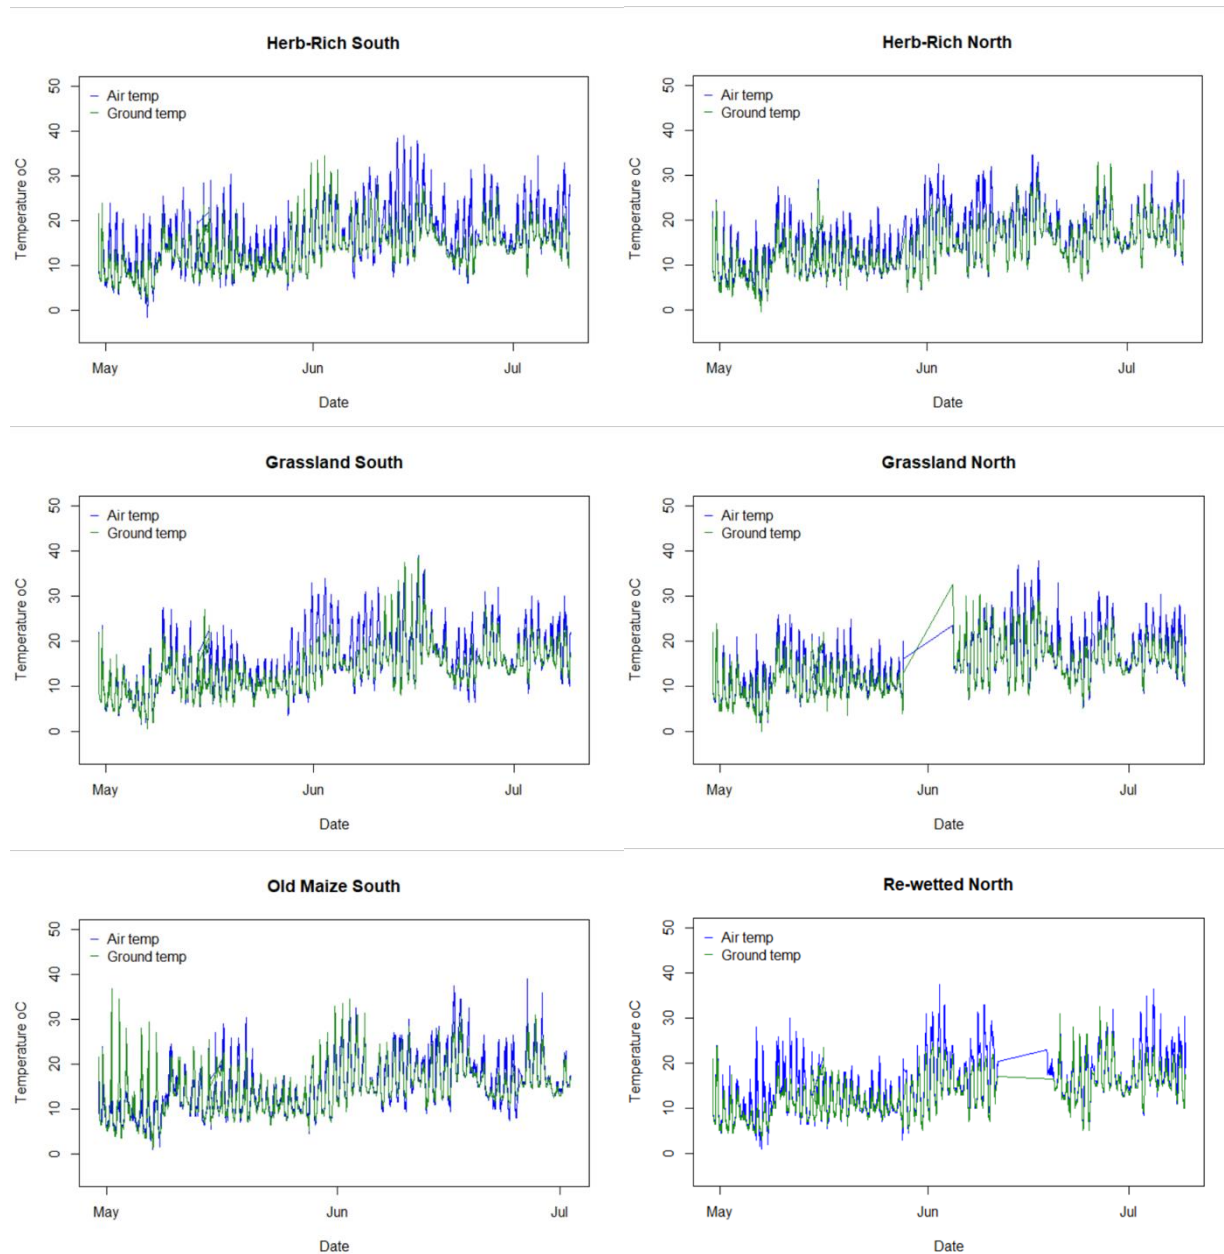 Herb-Rich South
Air temp
Ground temp
50
40
30
20
10
0
Temperature oC
May Jun Jul
Date
Herb-Rich North
Air temp
Ground temp
50
40
30
20
10
0
Temperature oC
May Jun Jul
Date
Grassland South
Air temp
Ground temp
50
40
30
20
10
0
Temperature oC
May Jun Jul
Date
Grassland North
Air temp
Ground temp
50
40
30
20
10
0
Temperature oC
May Jun Jul
Date
Old Maize South
Air temp
Ground temp
50
40
30
20
10
0
Temperature oC
May Jun Jul
Date
Re-wetted North
Air temp
Ground temp
50
40
30
20
10
0
Temperature oC
May Jun Jul
Date